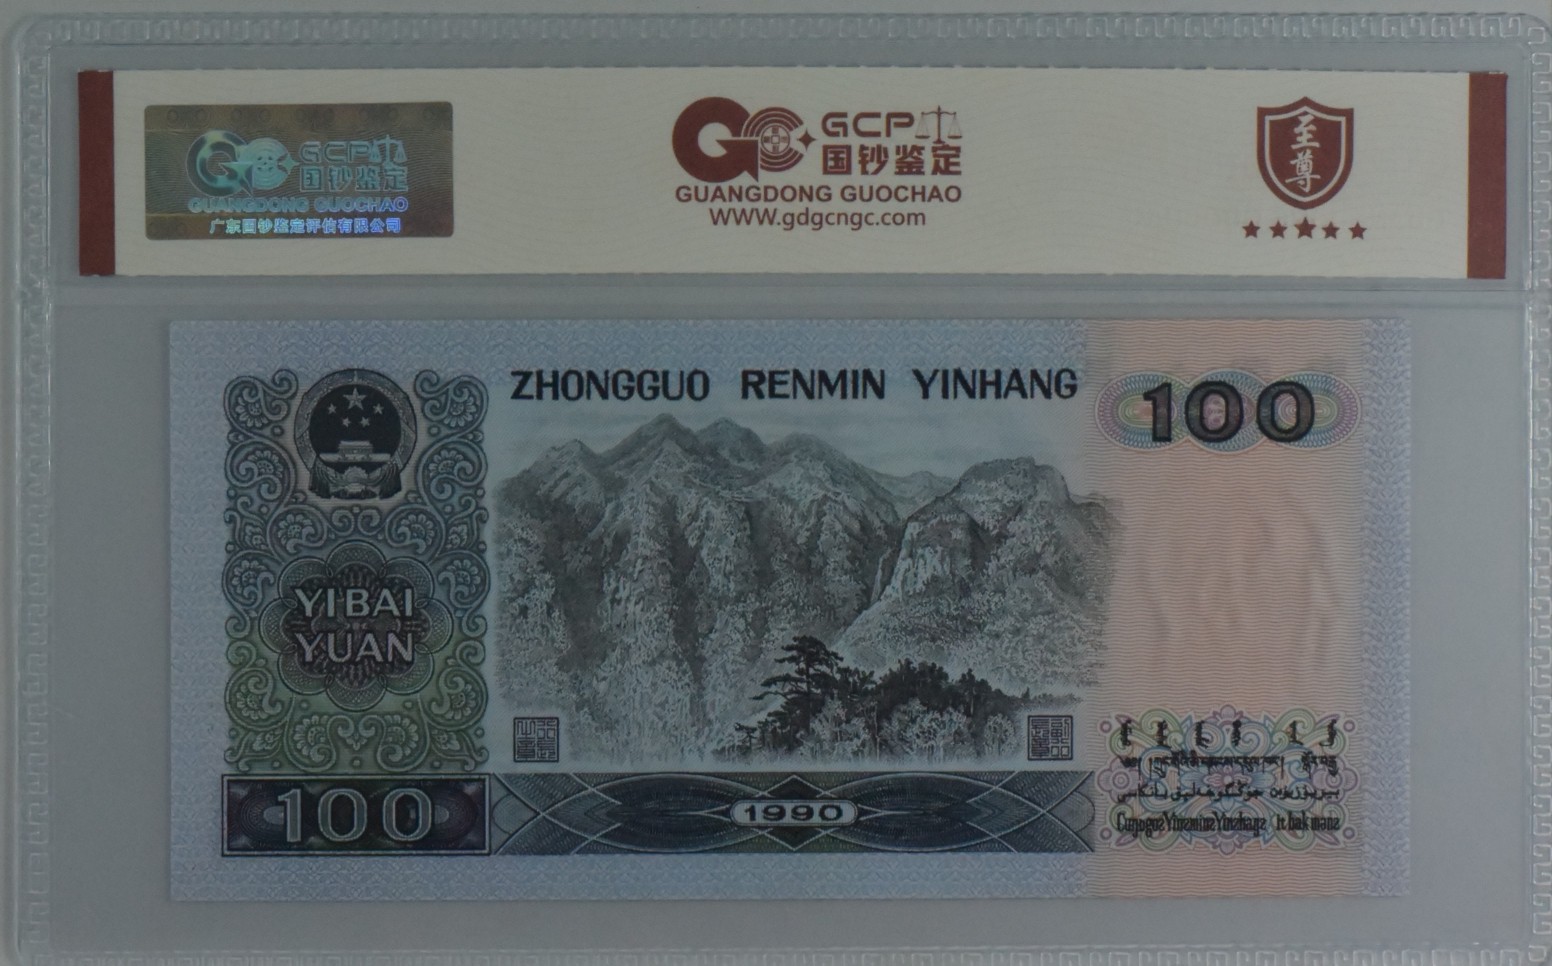 GCP
国钞鉴定
GUANGDONG GUOCHAO
广东国钞鉴定评估有限公司
GCP
国钞鉴定
GUANGDONG GUOCHAO
WWW.gdgcngc.com
至尊
ZHONGGUO RENMIN YINHANG
100
YIBAI
YUAN
100
1990